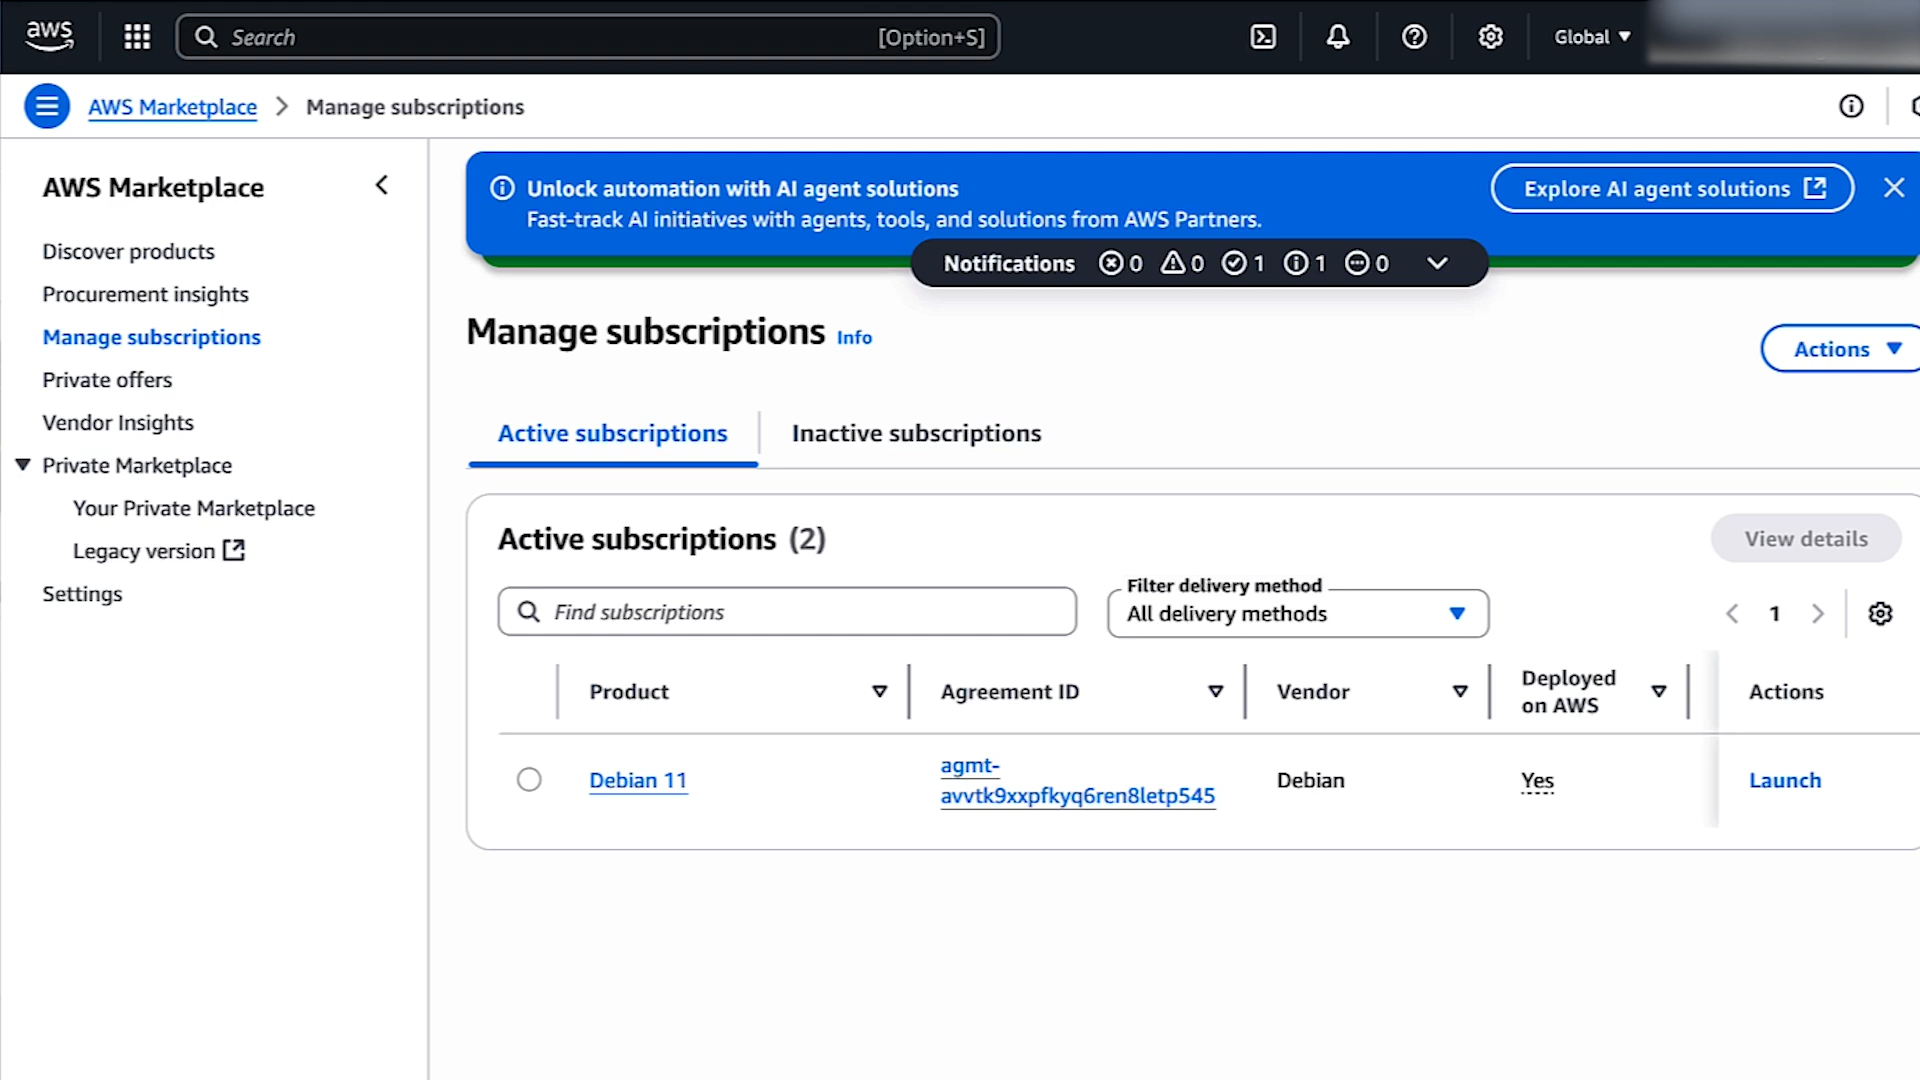 aws
Search [Option+S]
Global
AWS Marketplace > Manage subscriptions
AWS Marketplace
Discover products
Procurement insights
Manage subscriptions
Private offers
Vendor Insights
Private Marketplace
Your Private Marketplace
Legacy version
Settings
Unlock automation with AI agent solutions
Fast-track AI initiatives with agents, tools, and solutions from AWS Partners.
Explore AI agent solutions
Notifications 0 0 1 1 0
Manage subscriptions Info
Actions
Active subscriptions
Inactive subscriptions
Active subscriptions (2)
View details
Find subscriptions
Filter delivery method
All delivery methods
1
Product
Agreement ID
Vendor
Deployed
on AWS
Actions
Debian 11
agmt-
avvtk9xxpfkyq6ren8letp545
Debian
Yes
Launch